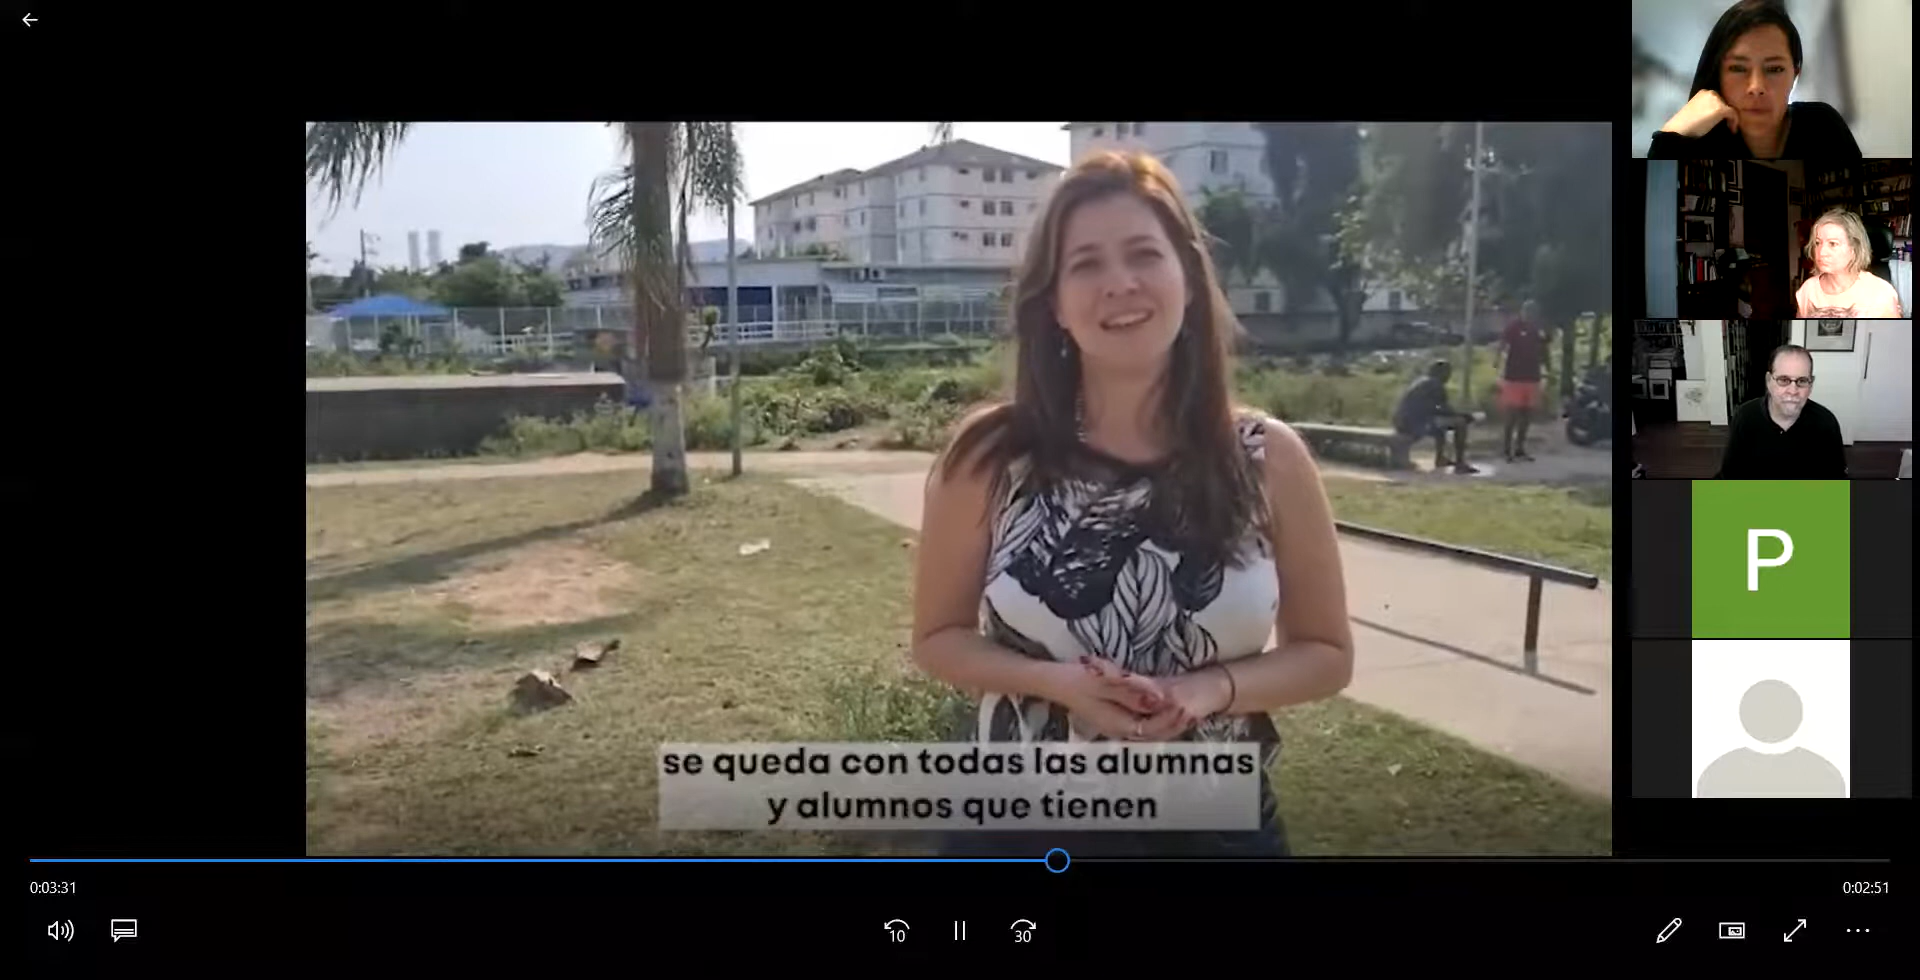 se queda con todas las alumnas
y alumnos que tienen
P
0:03:31
0:02:51
10
30